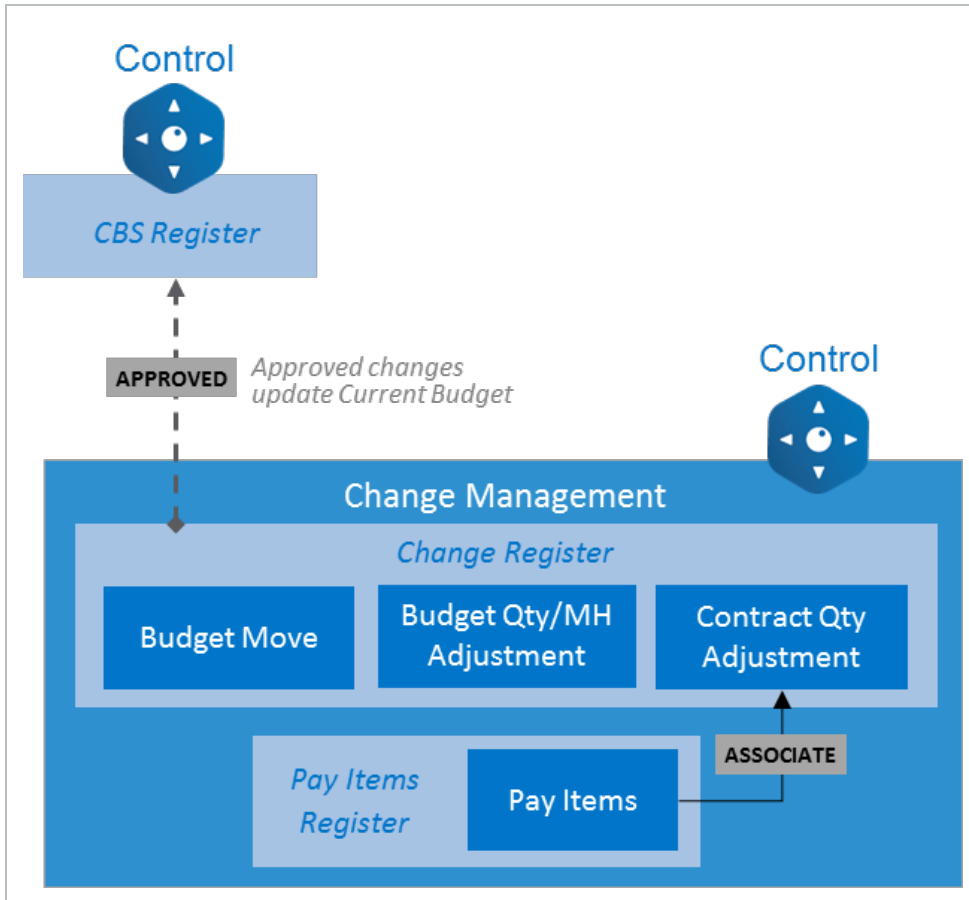 Control
CBS Register
APPROVED
Approved changes
update Current Budget
Control
Change Management
Change Register
Budget Move
Budget Qty/MH
Adjustment
Contract Qty
Adjustment
ASSOCIATE
Pay Items
Register
Pay Items